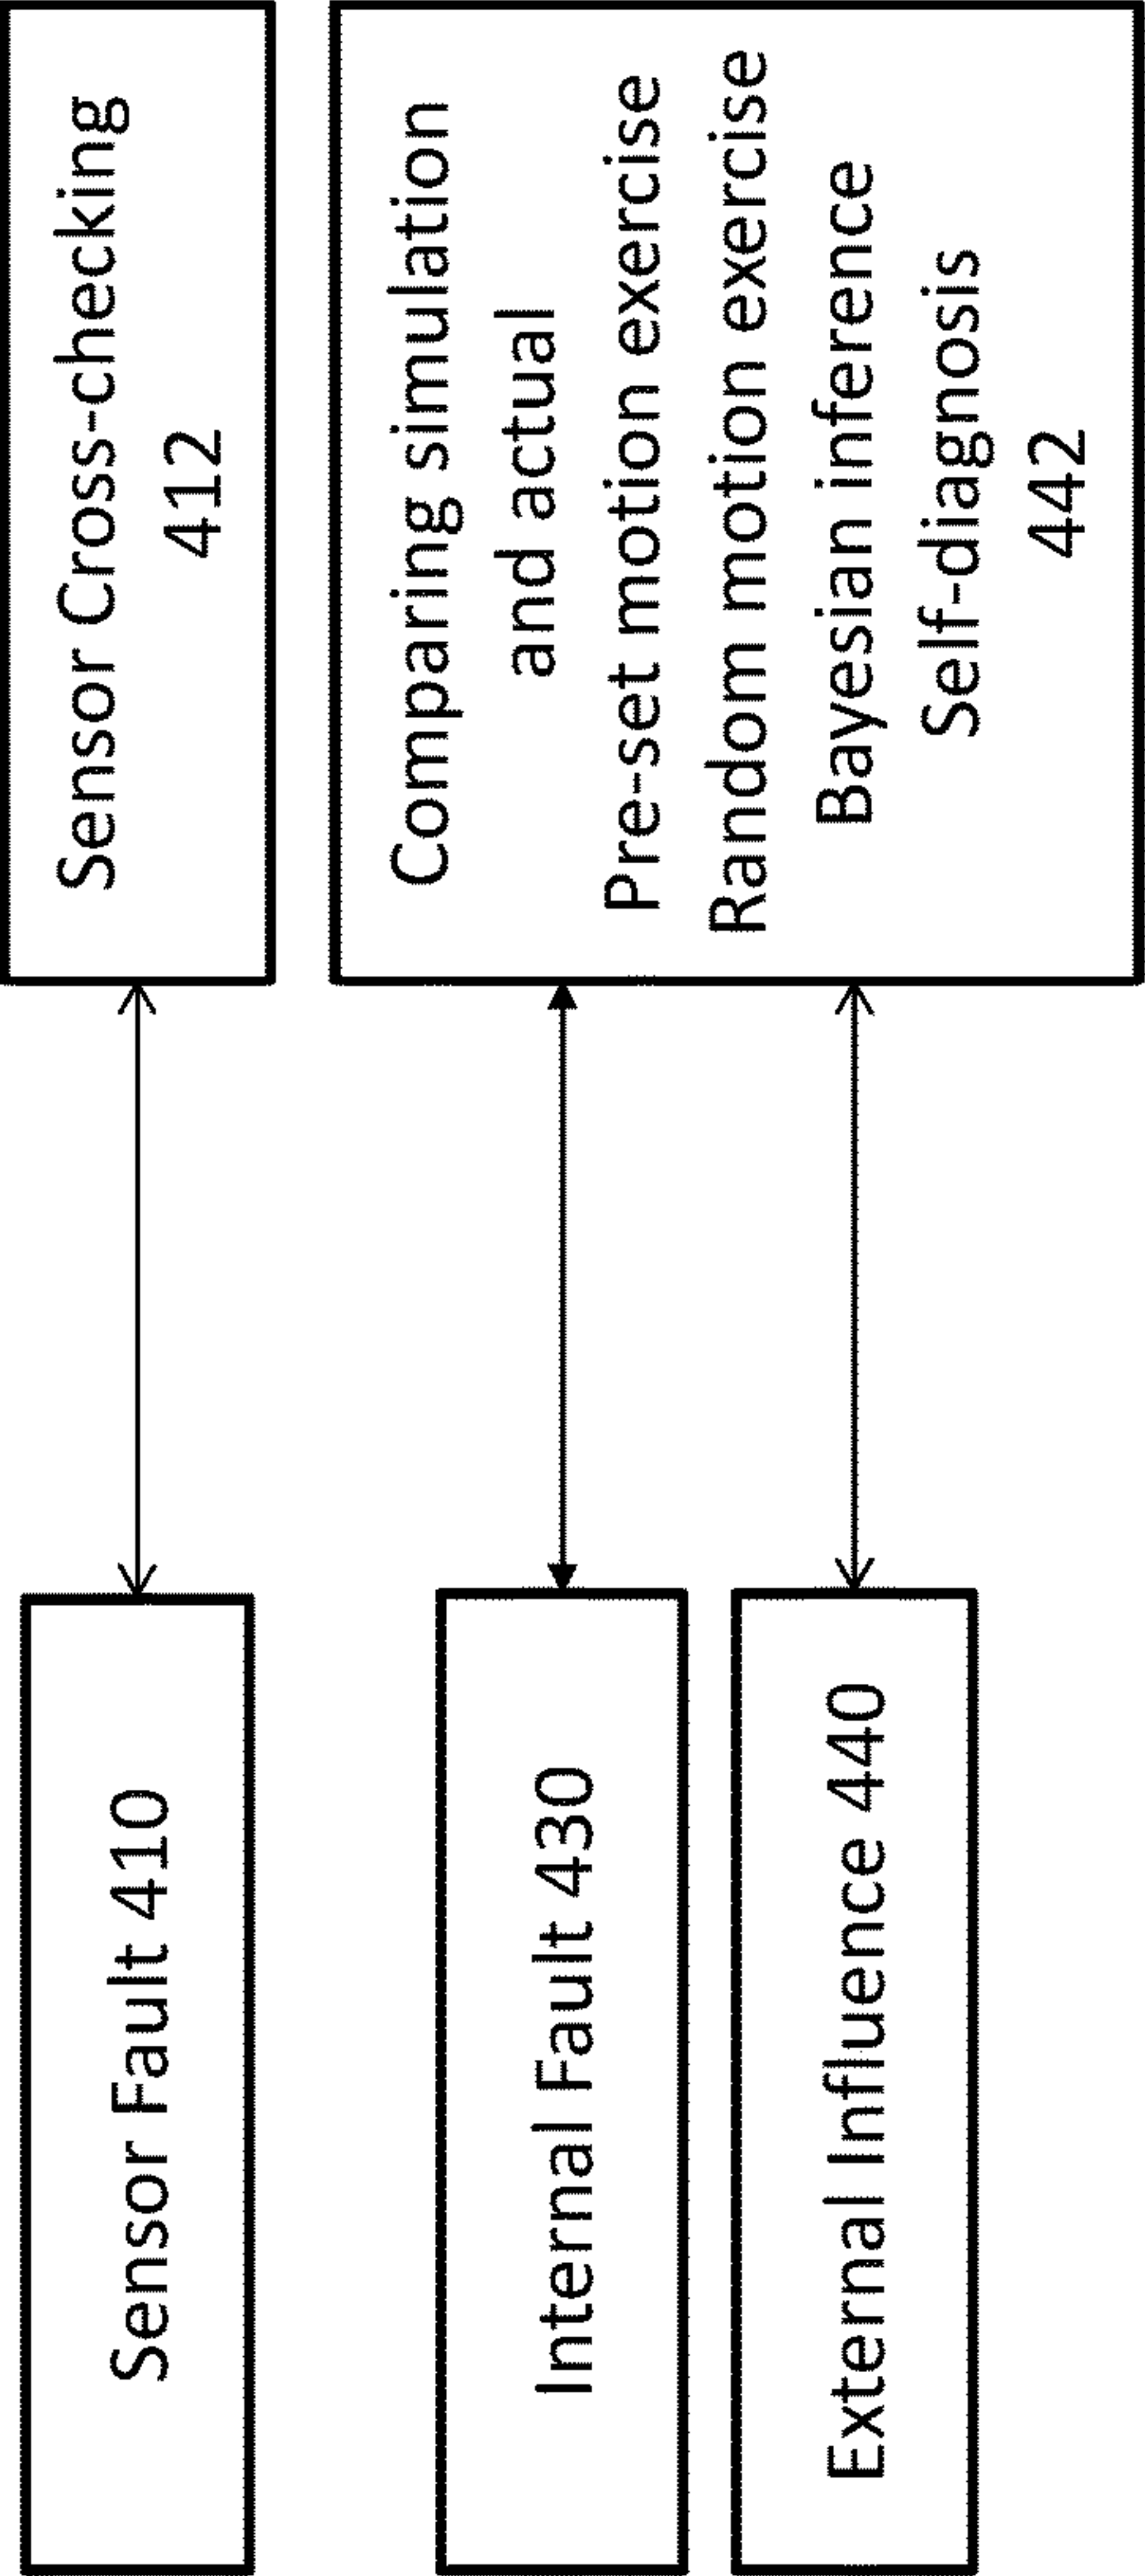 Sensor Fault 410
Sensor Cross-checking
412
Internal Fault 430
External Influence 440
Comparing simulation
and actual
Pre-set motion exercise
Random motion exercise
Bayesian inference
Self-diagnosis
442